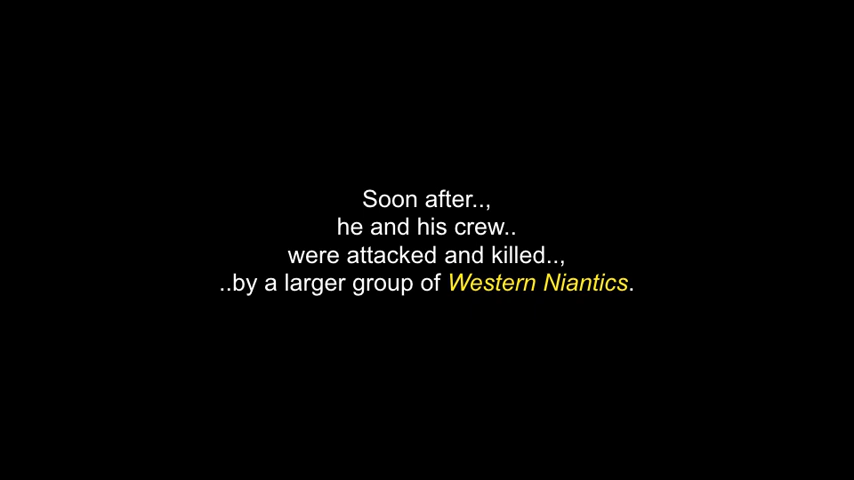 Soon after..,
he and his crew..
were attacked and killed..,
..by a larger group of Western Niantics.